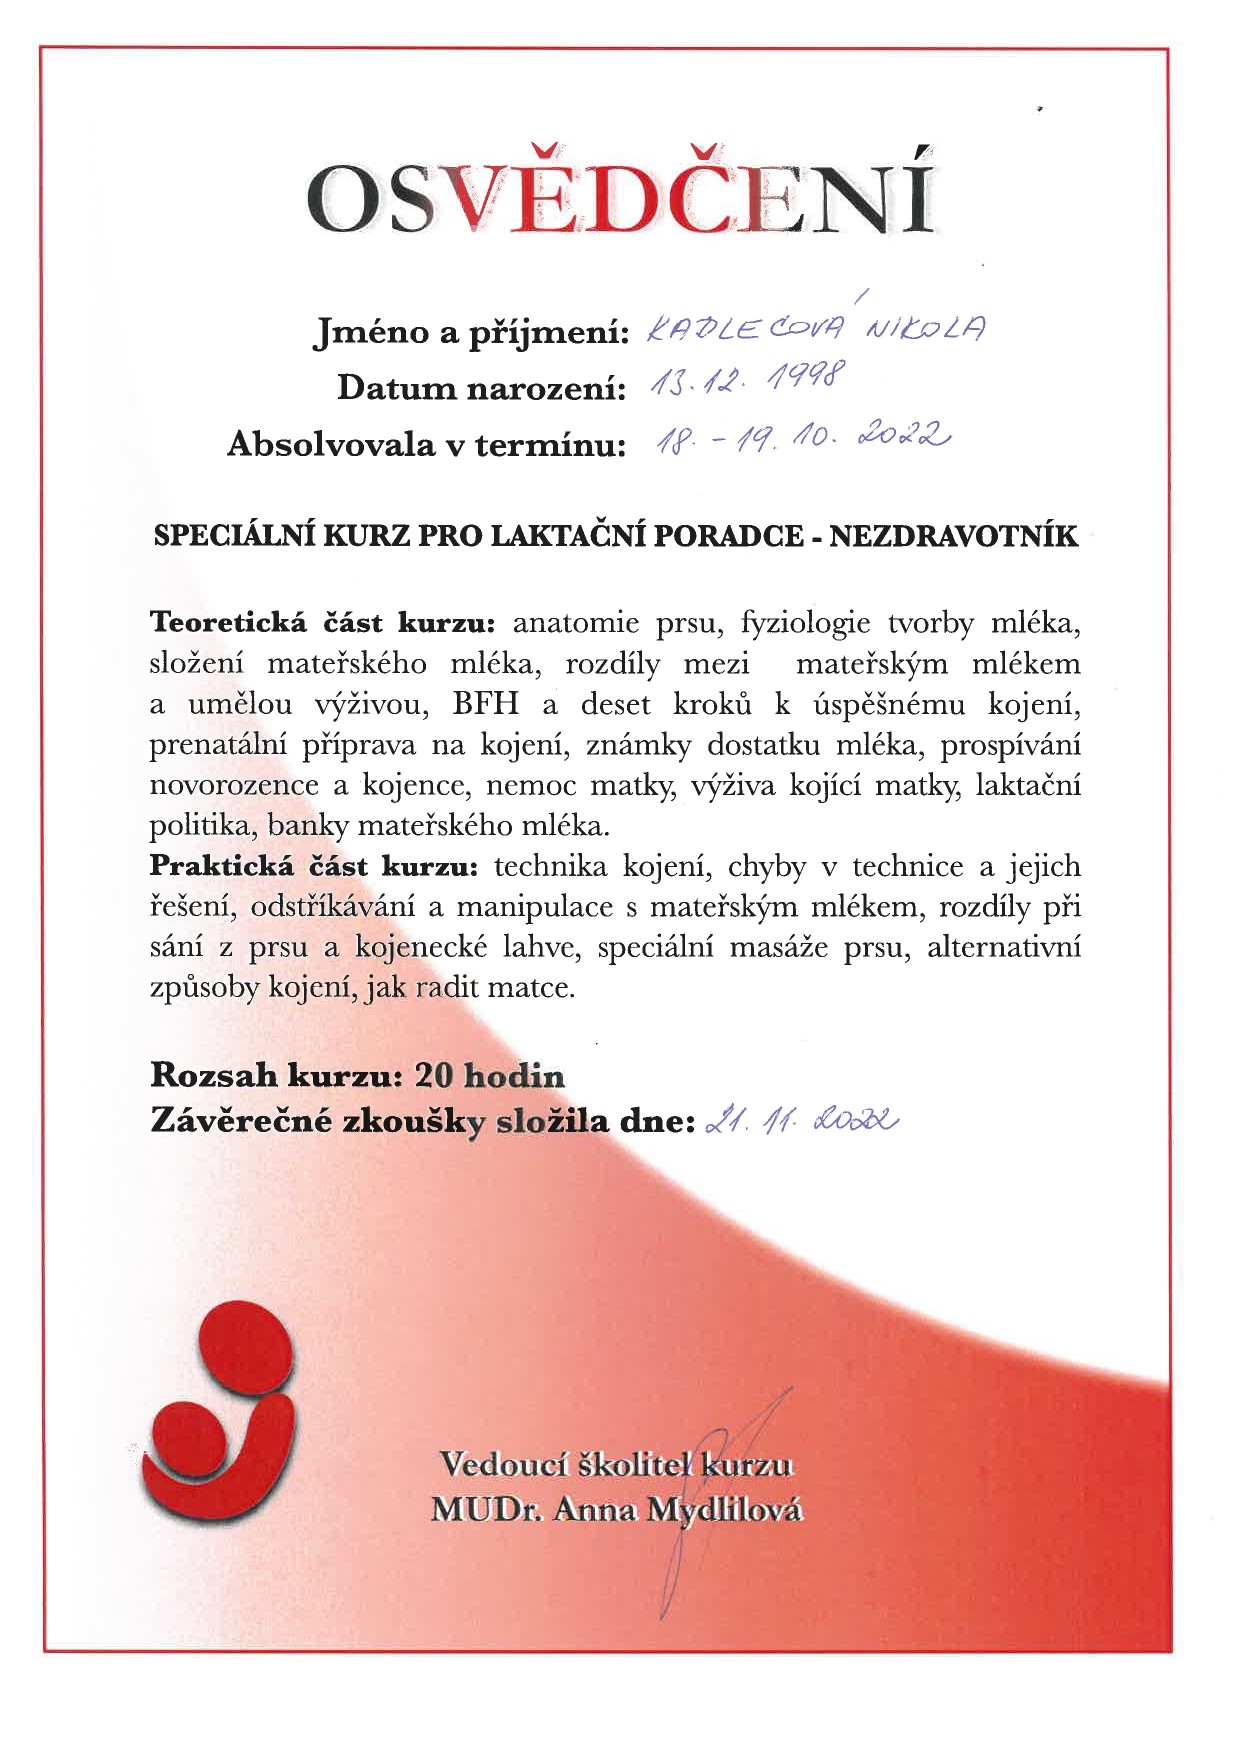 OSVĚDČENÍ
Jméno a příjmení: KADLECOVÁ NIKOLA
Datum narození: 13. 12. 1998
Absolvovala v termínu: 18. - 19. 10. 2022
SPECIÁLNÍ KURZ PRO LAKTAČNÍ PORADCE - NEZDRAVOTNÍK
Teoretická část kurzu: anatomie prsu, fyziologie tvorby mléka,
složení mateřského mléka, rozdíly mezi mateřským mlékem
a umělou výživou, BFH a deset kroků k úspěšnému kojení,
prenatální příprava na kojení, známky dostatku mléka, prospívání
novorozence a kojence, nemoc matky, výživa kojící matky, laktační
politika, banky mateřského mléka.
Praktická část kurzu: technika kojení, chyby v technice a jejich
řešení, odstříkávání a manipulace s mateřským mlékem, rozdíly při
sání z prsu a kojenecké lahve, speciální masáže prsu, alternativní
způsoby kojení, jak radit matce.
Rozsah kurzu: 20 hodin
Závěrečné zkoušky složila dne: 21. 11. 2022
Vedoucí školitel kurzu
MUDr. Anna Mydlilová